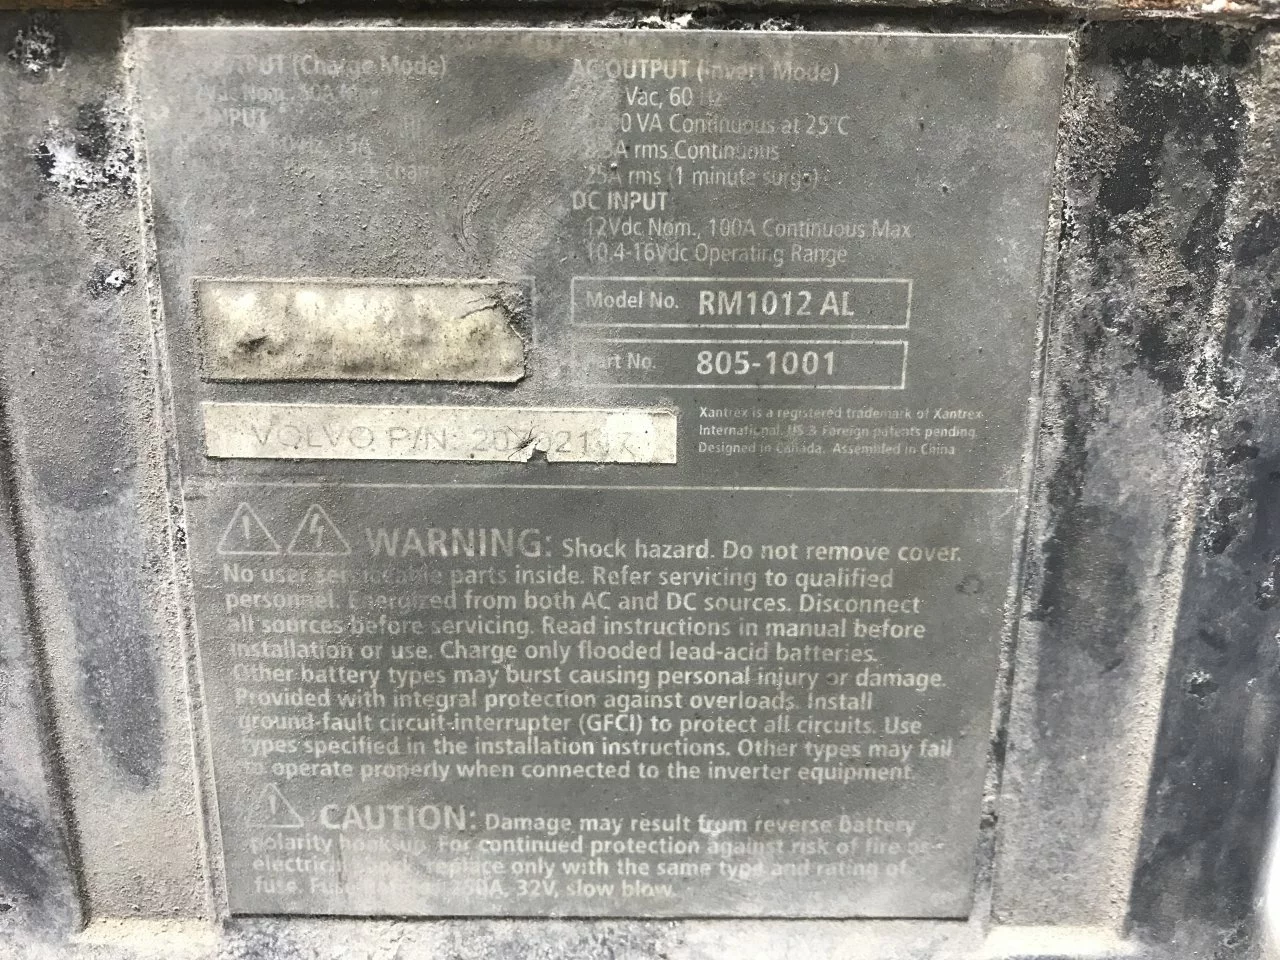 (Charge Mode)
AC OUTPUT (Invert Mode)
Vac, 60 Hz
0 VA Continuous at 25°C
A rms Continuous
25A rms (1 minute surge)
DC INPUT
12Vdc Nom., 100A Continuous Max
10.4-16Vdc Operating Range
Model No. RM1012 AL
Part No. 805-1001
VOLVO P/N:
Xantrex is a registered trademark of Xantrex
International. US & Foreign patents pending.
Designed in Canada. Assembled in China
WARNING: Shock hazard. Do not remove cover.
No user serviceable parts inside. Refer servicing to qualified
personnel. Energized from both AC and DC sources. Disconnect
all sources before servicing. Read instructions in manual before
installation or use. Charge only flooded lead-acid batteries.
Other battery types may burst causing personal injury or damage.
Provided with integral protection against overloads. Install
ground-fault circuit-interrupter (GFCI) to protect all circuits. Use
types specified in the installation instructions. Other types may fail
to operate properly when connected to the inverter equipment.
CAUTION: Damage may result from reverse battery
polarity hook up. For continued protection against risk of fire or
replace only with the same type and rating of
fuse. 32V, slow blow.